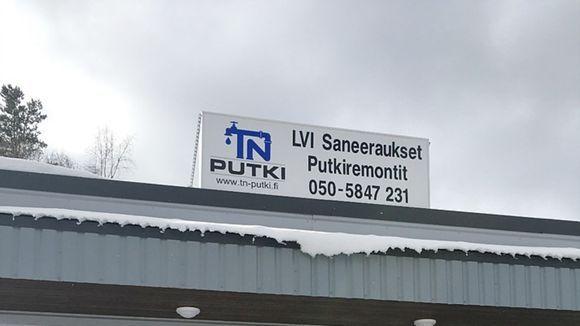 TN
PUTKI
www.tn-putki.fi
LVI Saneeraukset
Putkiremontit
050-5847 231